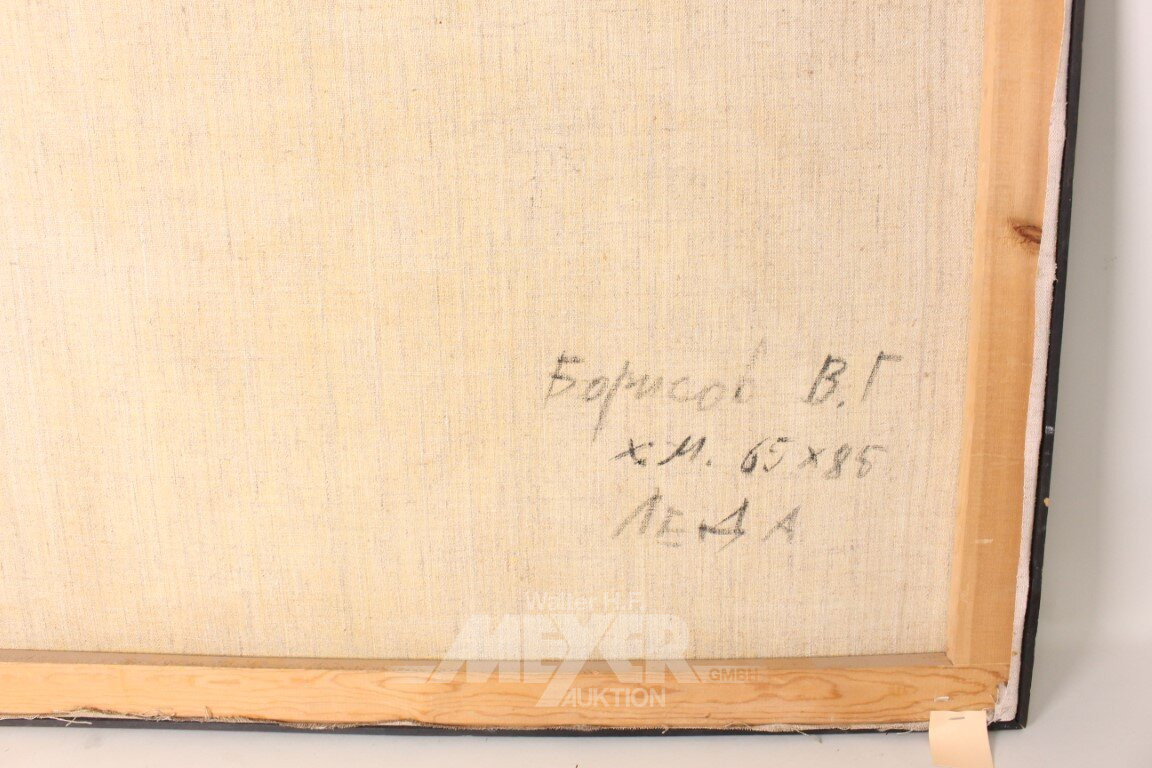 Борисов В.Г
х.м. 65х85
ЛЕДА
Walter H.F.
MEYER
GMBH
AUKTION